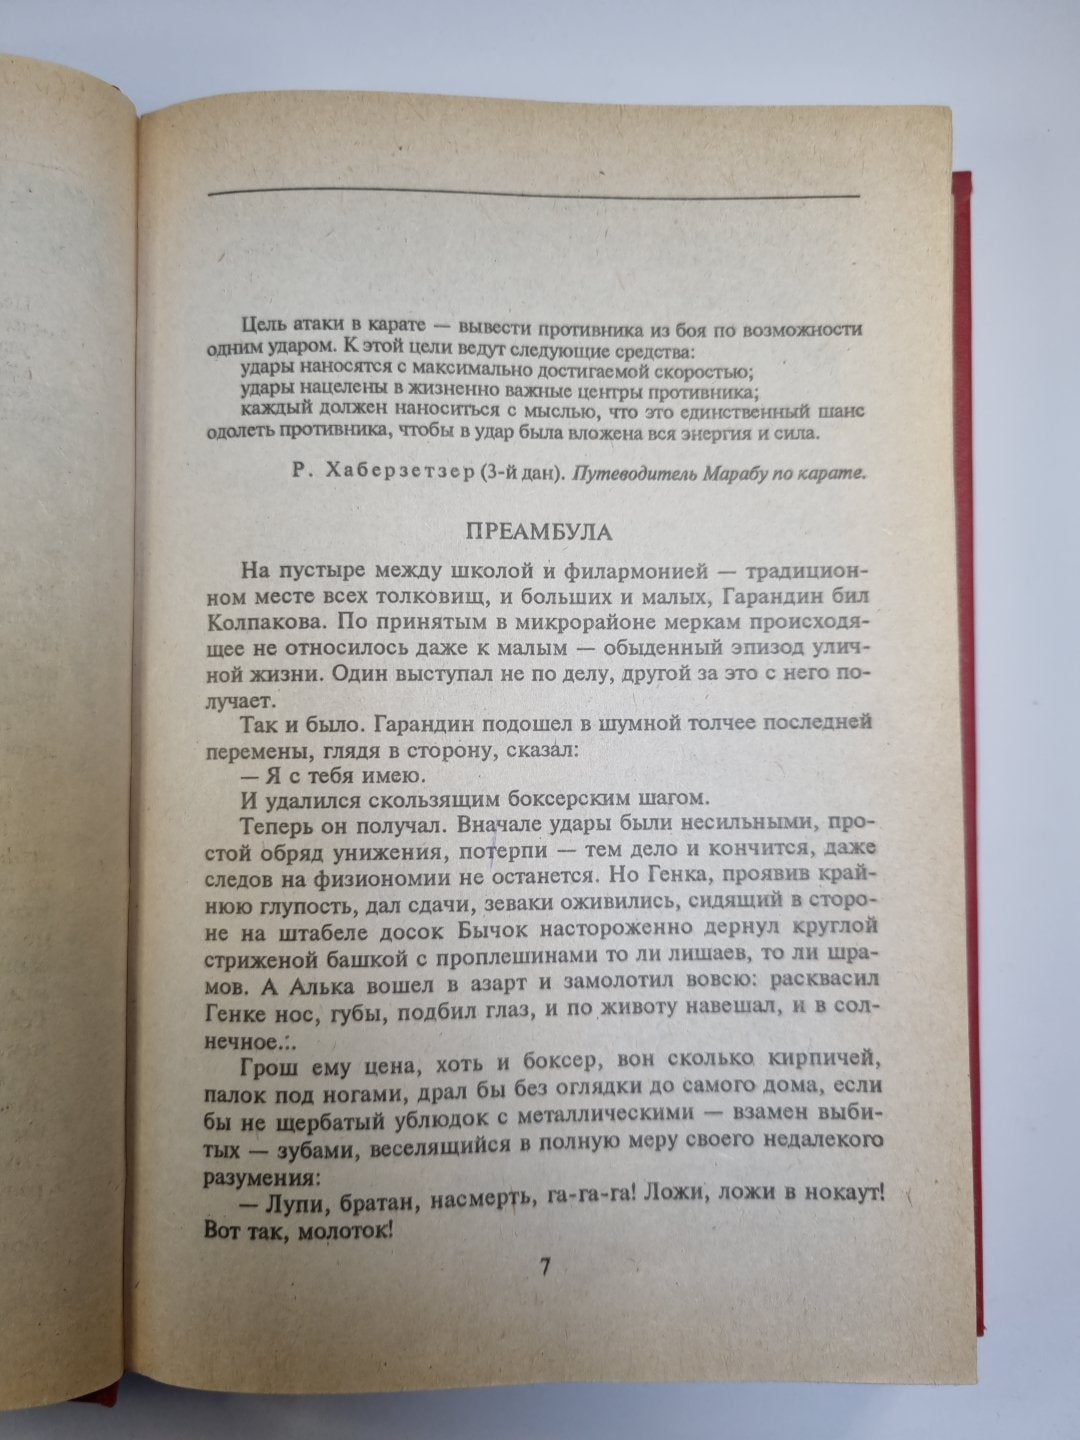 Цель атаки в карате — вывести противника из боя по возможности
одним ударом. К этой цели ведут следующие средства:
удары наносятся с максимально достигаемой скоростью;
удары нацелены в жизненно важные центры противника;
каждый должен наноситься с мыслью, что это единственный шанс
одолеть противника, чтобы в удар была вложена вся энергия и сила.
Р. Хаберзетзер (3-й дан). Путеводитель Марабу по карате.
ПРЕАМБУЛА
На пустыре между школой и филармонией — традицион-
ном месте всех толковищ, и больших и малых, Гарандин бил
Колпакова. По принятым в микрорайоне меркам происходя-
щее не относилось даже к малым — обыденный эпизод улич-
ной жизни. Один выступал не по делу, другой за это с него по-
лучает.
Так и было. Гарандин подошел в шумной толчее последней
перемены, глядя в сторону, сказал:
— Я с тебя имею.
И удалился скользящим боксерским шагом.
Теперь он получал. Вначале удары были несильными, про-
стой обряд унижения, потерпи — тем дело и кончится, даже
следов на физиономии не останется. Но Генка, проявив край-
нюю глупость, дал сдачи, зеваки оживились, сидящий в сторо-
не на штабеле досок Бычок настороженно дернул круглой
стриженой башкой с проплешинами то ли лишаев, то ли шра-
мов. А Алька вошел в азарт и замолотил вовсю: расквасил
Генке нос, губы, подбил глаз, и по животу навешал, и в сол-
нечное...
Грош ему цена, хоть и боксер, вон сколько кирпичей,
палок под ногами, драл бы без оглядки до самого дома, если
бы не щербатый ублюдок с металлическими — взамен выби-
тых — зубами, веселящийся в полную меру своего недалекого
разумения:
— Лупи, братан, насмерть, га-га-га! Ложи, ложи в нокаут!
Вот так, молоток!
7